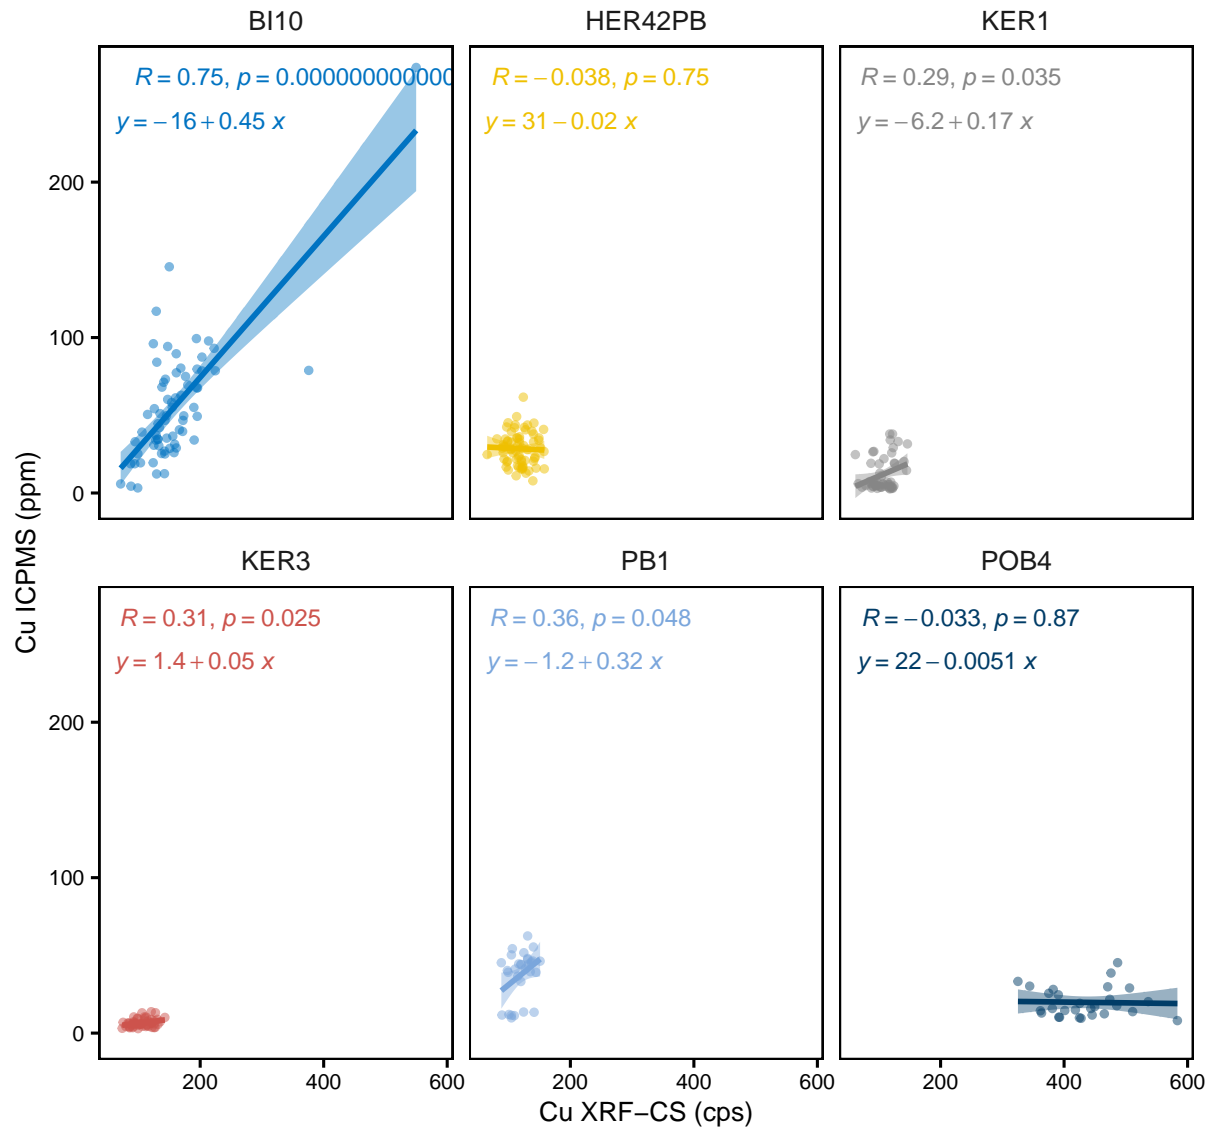 BI10
HER42PB
KER1
R = 0.75, p = 0.000000000000
R = −0.038, p = 0.75
R = 0.29, p = 0.035
y = −16 + 0.45 x
y = 31 − 0.02 x
y = −6.2 + 0.17 x
200
100
0
KER3
PB1
POB4
R = 0.31, p = 0.025
R = 0.36, p = 0.048
R = −0.033, p = 0.87
y = 1.4 + 0.05 x
y = −1.2 + 0.32 x
y = 22 − 0.0051 x
200
100
0
200 400 600
200 400 600
200 400 600
Cu XRF−CS (cps)
Cu ICPMS (ppm)